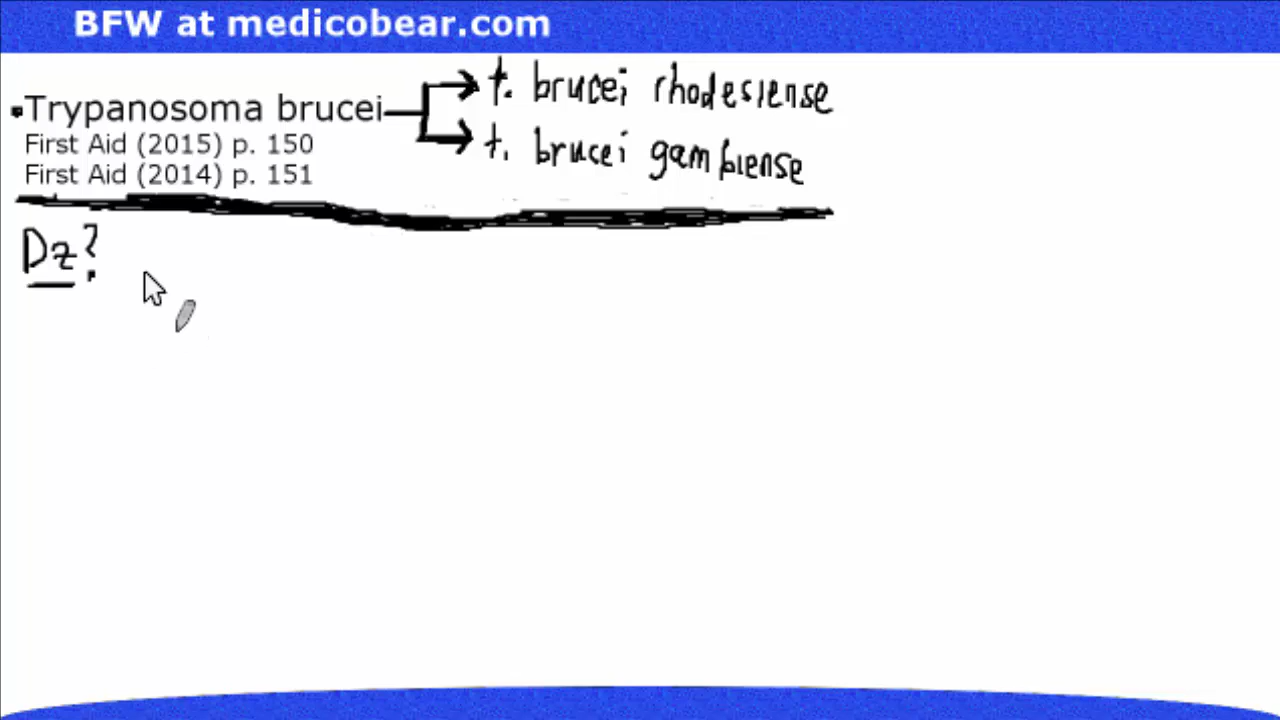 BFW at medicobear.com
Trypanosoma brucei
First Aid (2015) p. 150
First Aid (2014) p. 151
t. brucei rhodesiense
t. brucei gambiense
Dz?